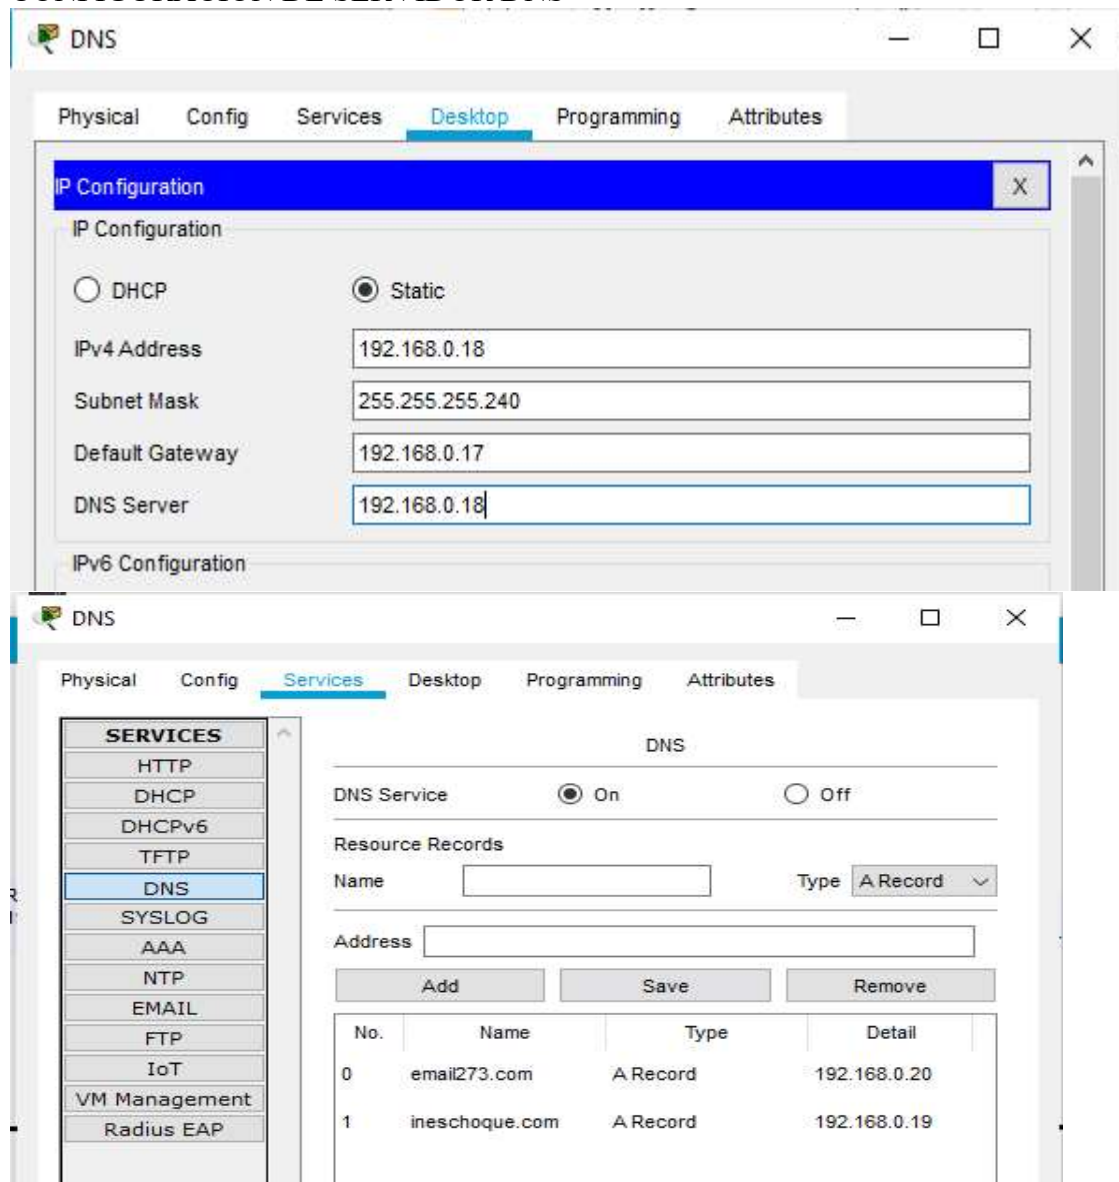 DNS
Physical Config Services Desktop Programming Attributes
IP Configuration X
IP Configuration
DHCP Static
IPv4 Address 192.168.0.18
Subnet Mask 255.255.255.240
Default Gateway 192.168.0.17
DNS Server 192.168.0.18
IPv6 Configuration
DNS
Physical Config Services Desktop Programming Attributes
SERVICES
HTTP
DHCP
DHCPv6
TFTP
DNS
SYSLOG
AAA
NTP
EMAIL
FTP
IoT
VM Management
Radius EAP
DNS
DNS Service On Off
Resource Records
Name Type A Record
Address
Add Save Remove
No. Name Type Detail
0 email273.com A Record 192.168.0.20
1 ineschoque.com A Record 192.168.0.19